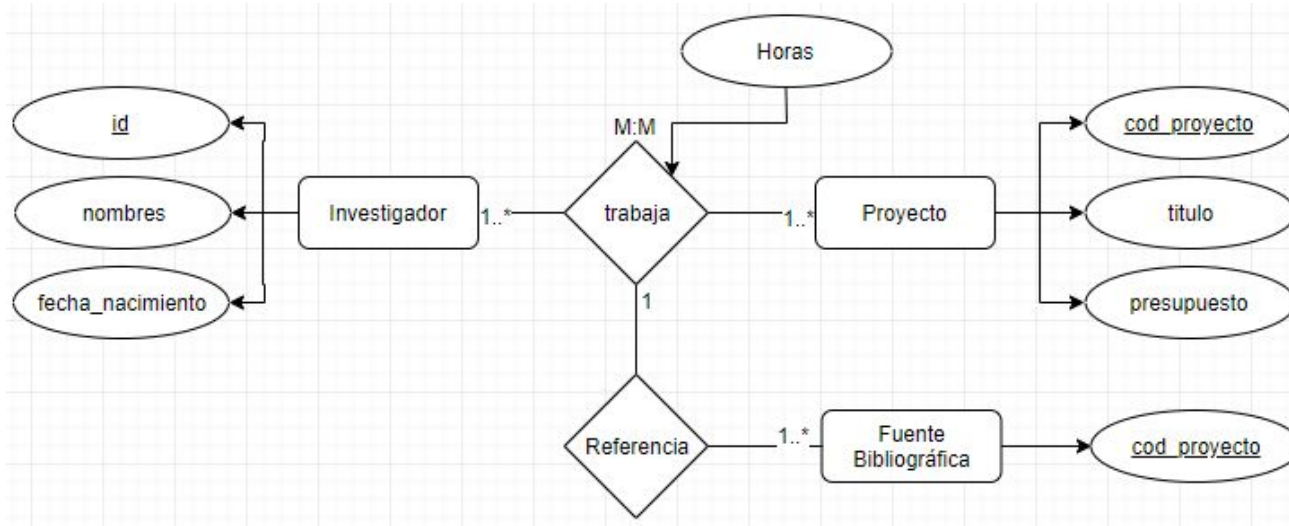 Horas
id
M:M
cod_proyecto
nombres
Investigador
1..*
trabaja
1..*
Proyecto
titulo
fecha_nacimiento
1
presupuesto
Referencia
1..*
Fuente
Bibliográfica
cod_proyecto